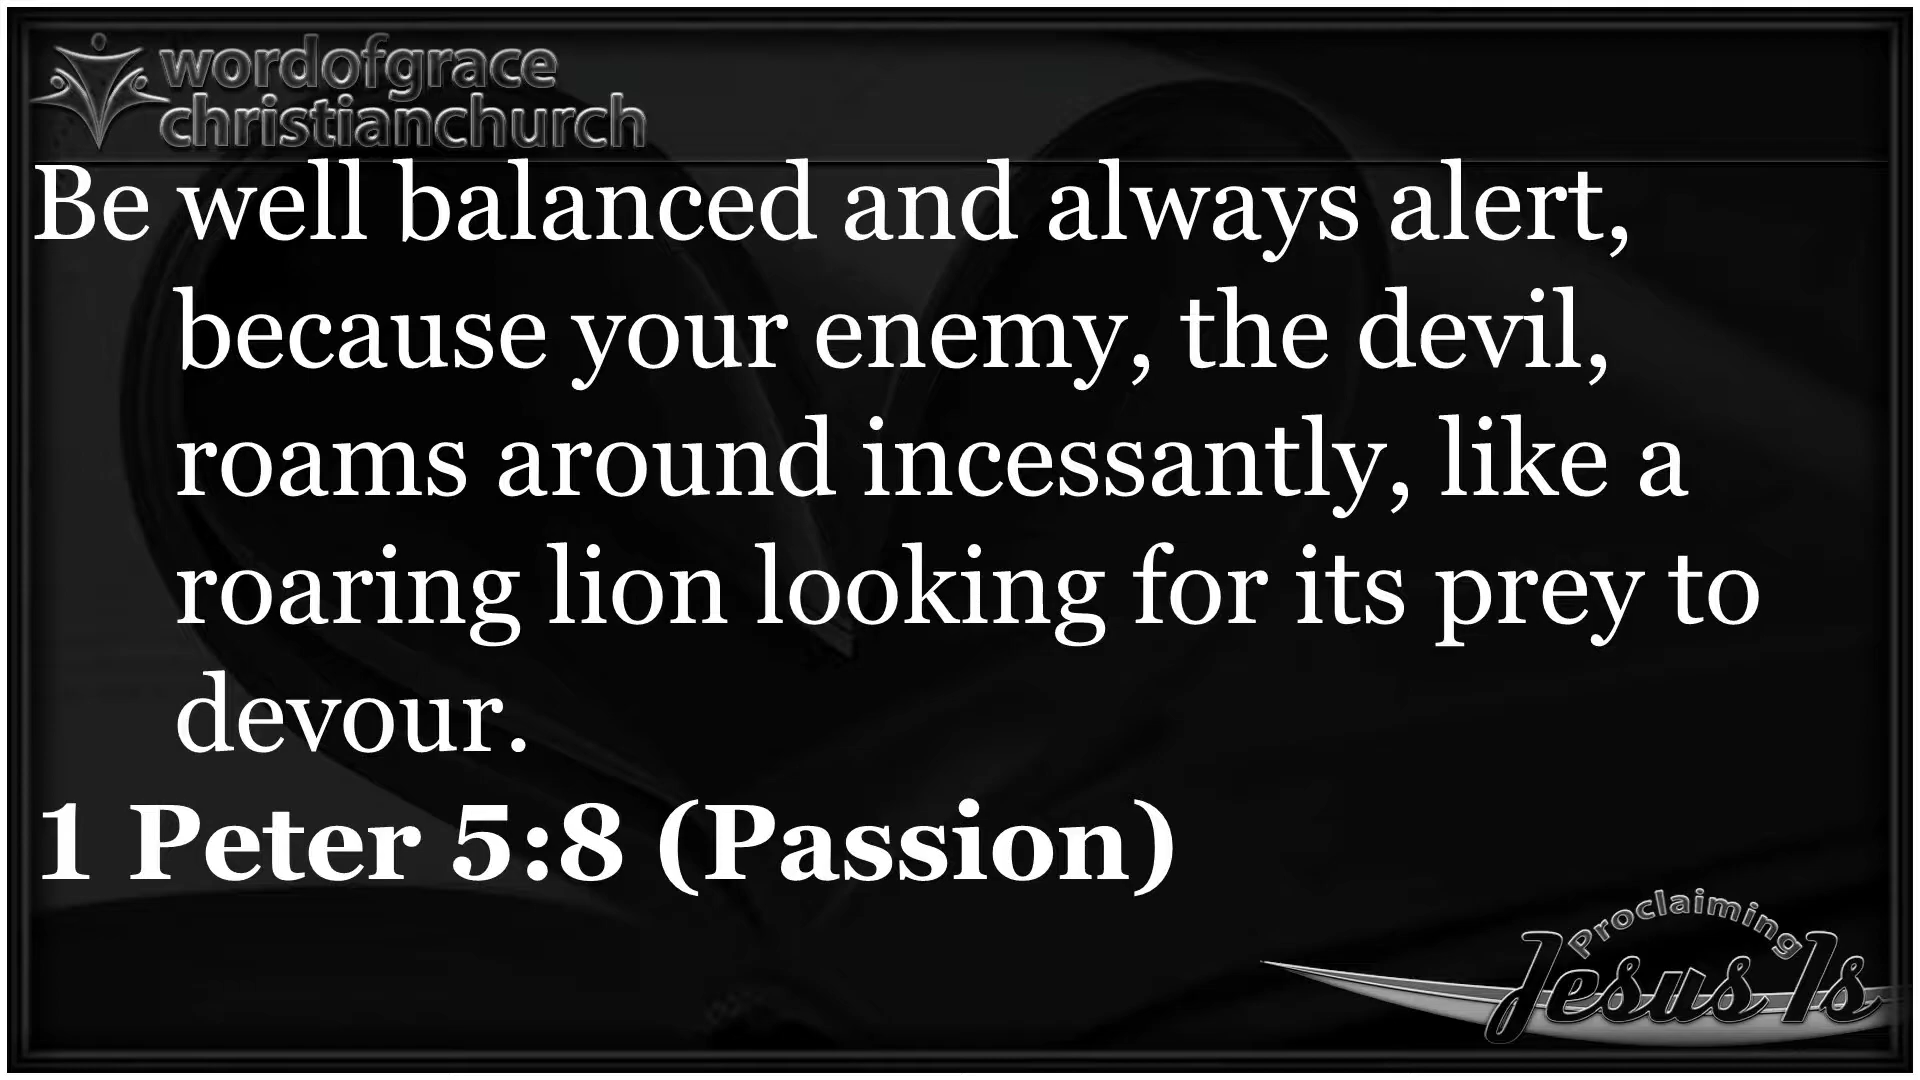 wordofgrace
christianchurch
Be well balanced and always alert,
because your enemy, the devil,
roams around incessantly, like a
roaring lion looking for its prey to
devour.
1 Peter 5:8 (Passion)
Proclaiming
Jesus Is